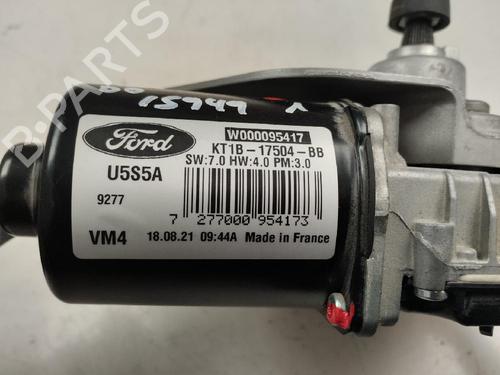 15949
Ford
W000095417
KT1B-17504-BB
SW:7.0 HW:4.0 PM:3.0
U5S5A
9277
7 277000 954173
VM4 18.08.21 09:44A Made in France
B-PARTS